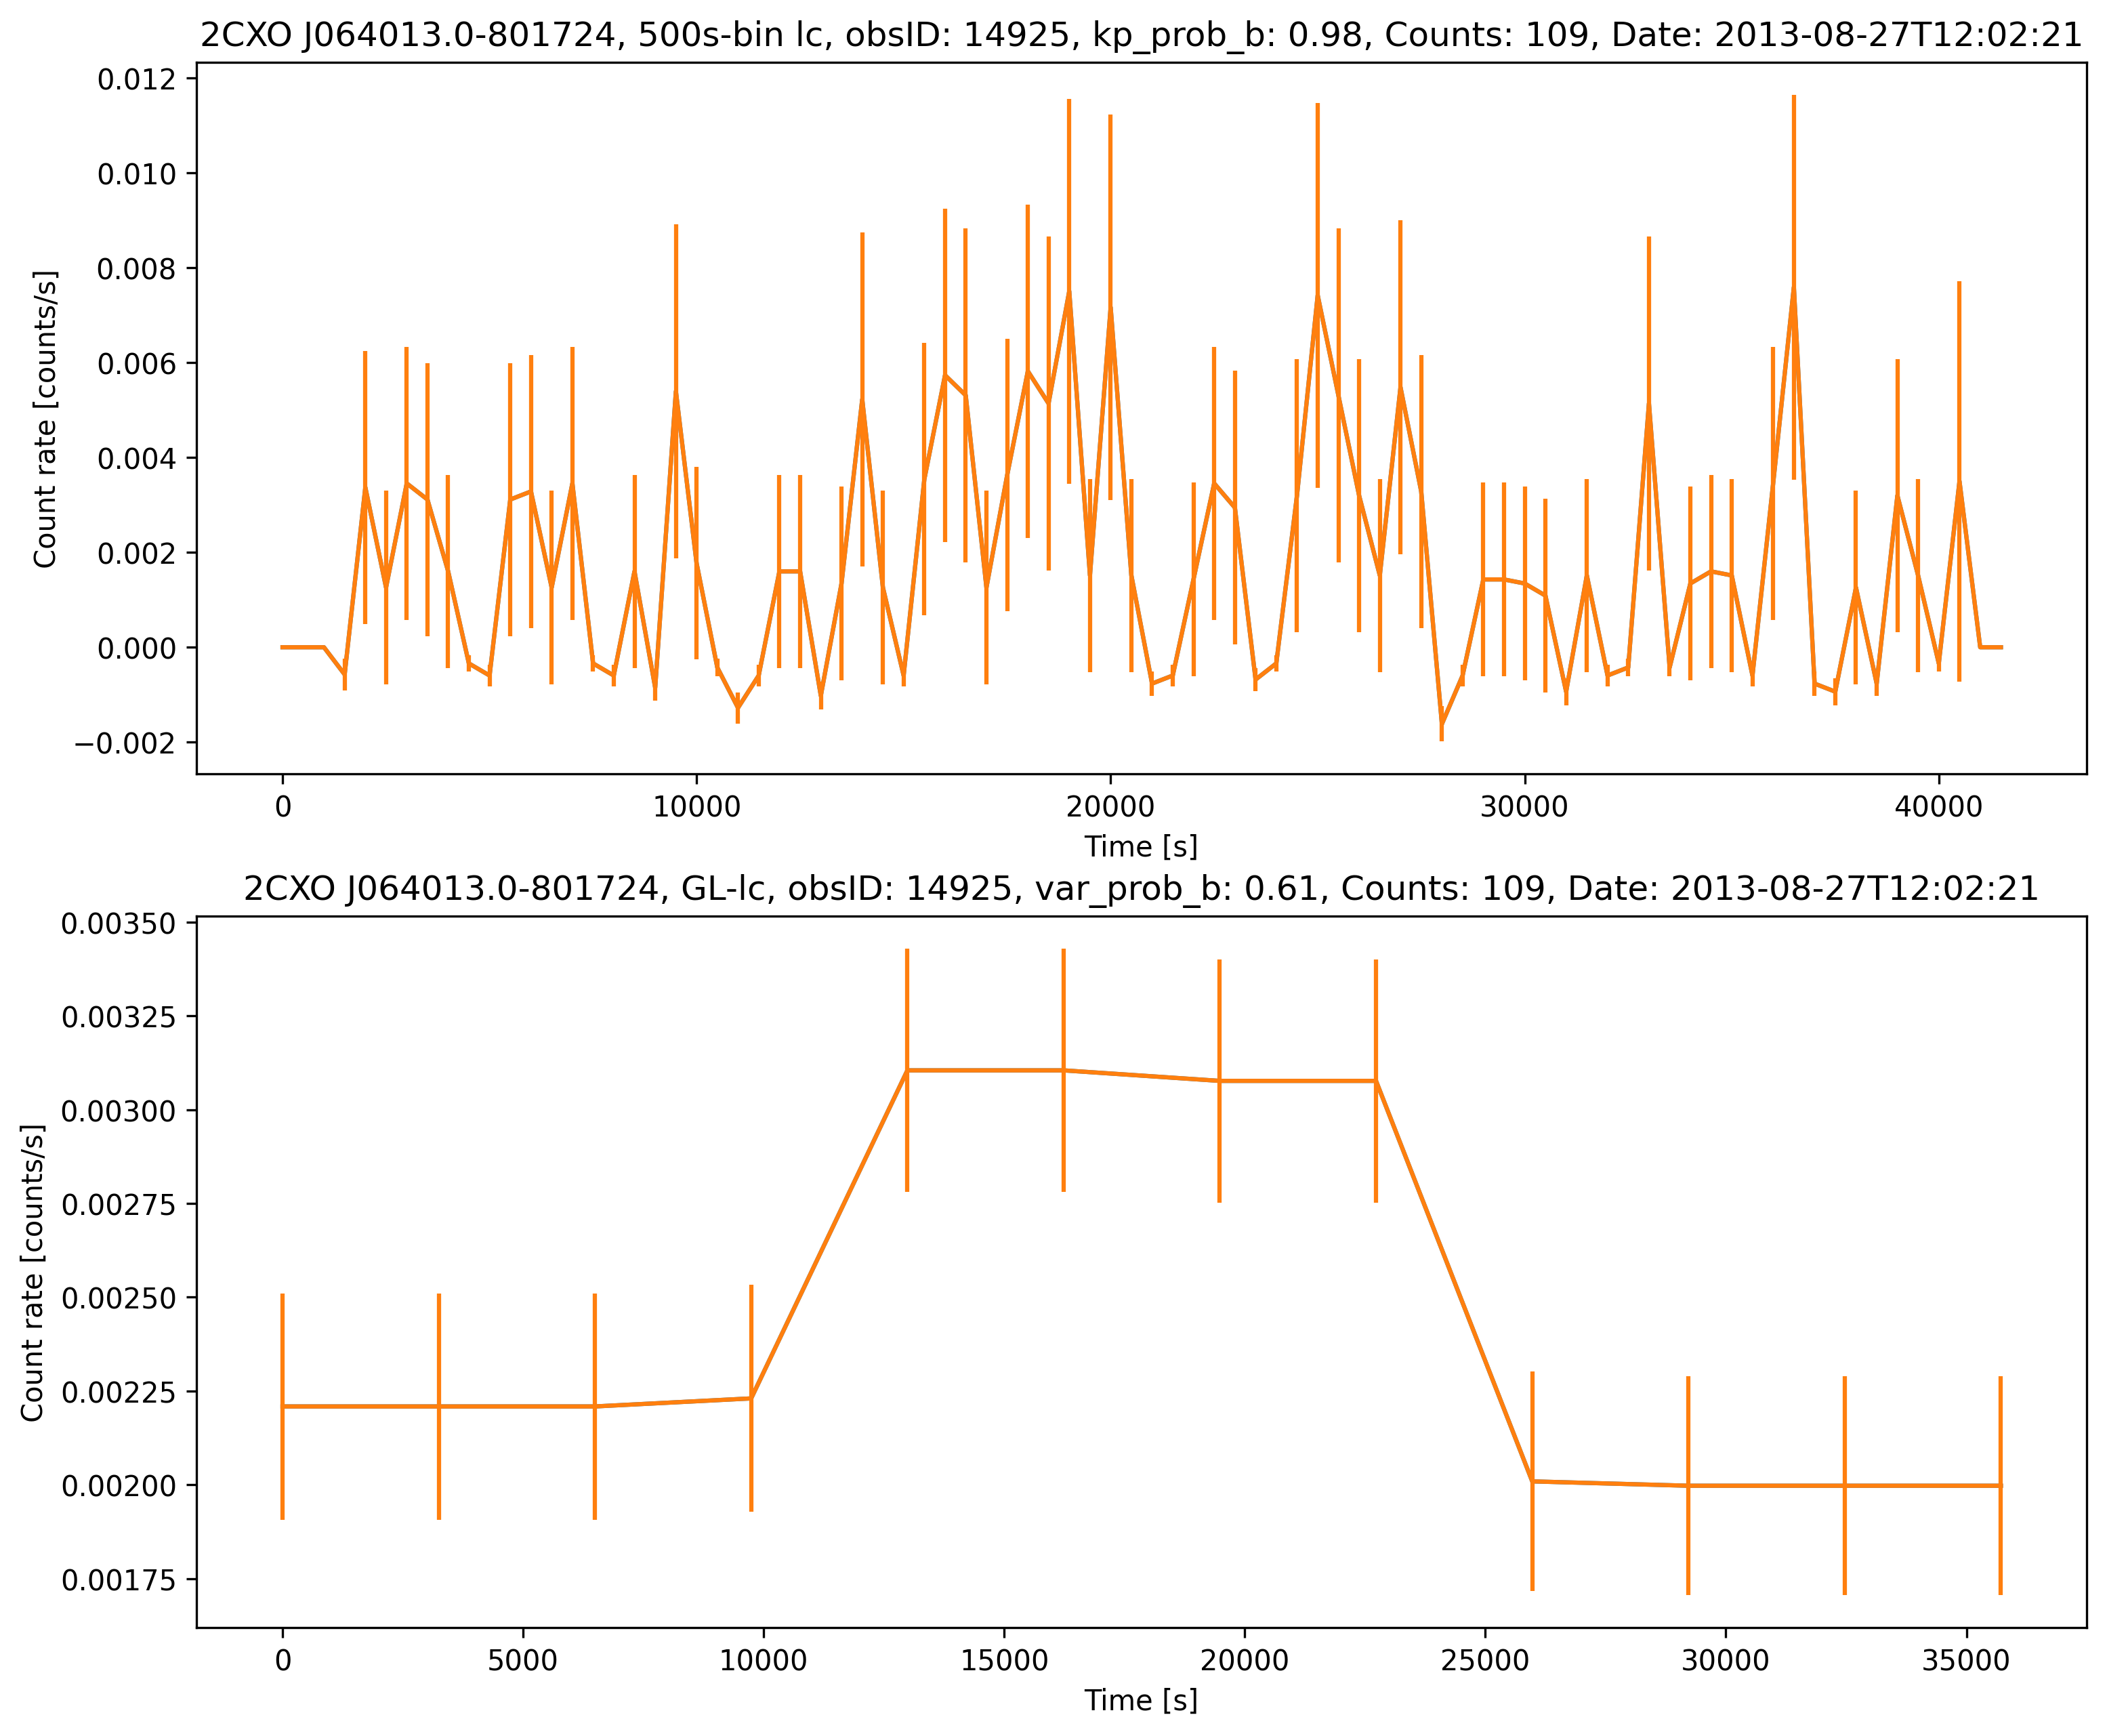 2CXO J064013.0-801724, 500s-bin lc, obsID: 14925, kp_prob_b: 0.98, Counts: 109, Date: 2013-08-27T12:02:21
0.012
0.010
0.008
0.006
0.004
0.002
0.000
−0.002
Count rate [counts/s]
0 10000 20000 30000 40000
Time [s]
2CXO J064013.0-801724, GL-lc, obsID: 14925, var_prob_b: 0.61, Counts: 109, Date: 2013-08-27T12:02:21
0.00350
0.00325
0.00300
0.00275
0.00250
0.00225
0.00200
0.00175
Count rate [counts/s]
0 5000 10000 15000 20000 25000 30000 35000
Time [s]